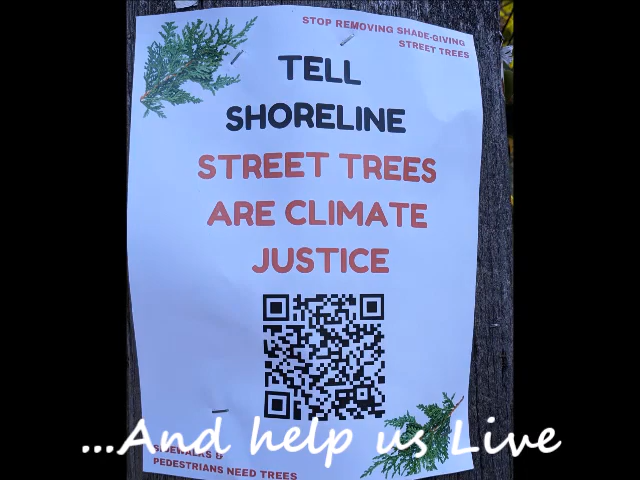 STOP REMOVING SHADE-GIVING
STREET TREES
TELL
SHORELINE
STREET TREES
ARE CLIMATE
JUSTICE
...And help us Live
SIDEWALKS &
PEDESTRIANS NEED TREES